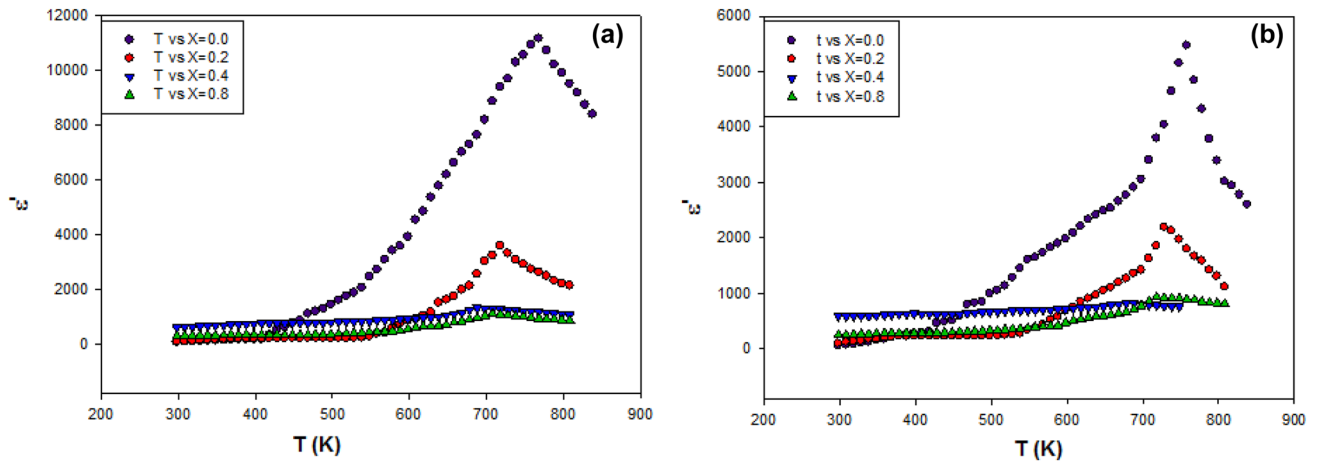 12000
10000
8000
6000
4000
2000
0
200 300 400 500 600 700 800 900
ε'
T (K)
T vs X=0.0
T vs X=0.2
T vs X=0.4
T vs X=0.8
(a)
6000
5000
4000
3000
2000
1000
0
200 300 400 500 600 700 800 900
ε'
T (K)
t vs X=0.0
t vs X=0.2
t vs X=0.4
t vs X=0.8
(b)